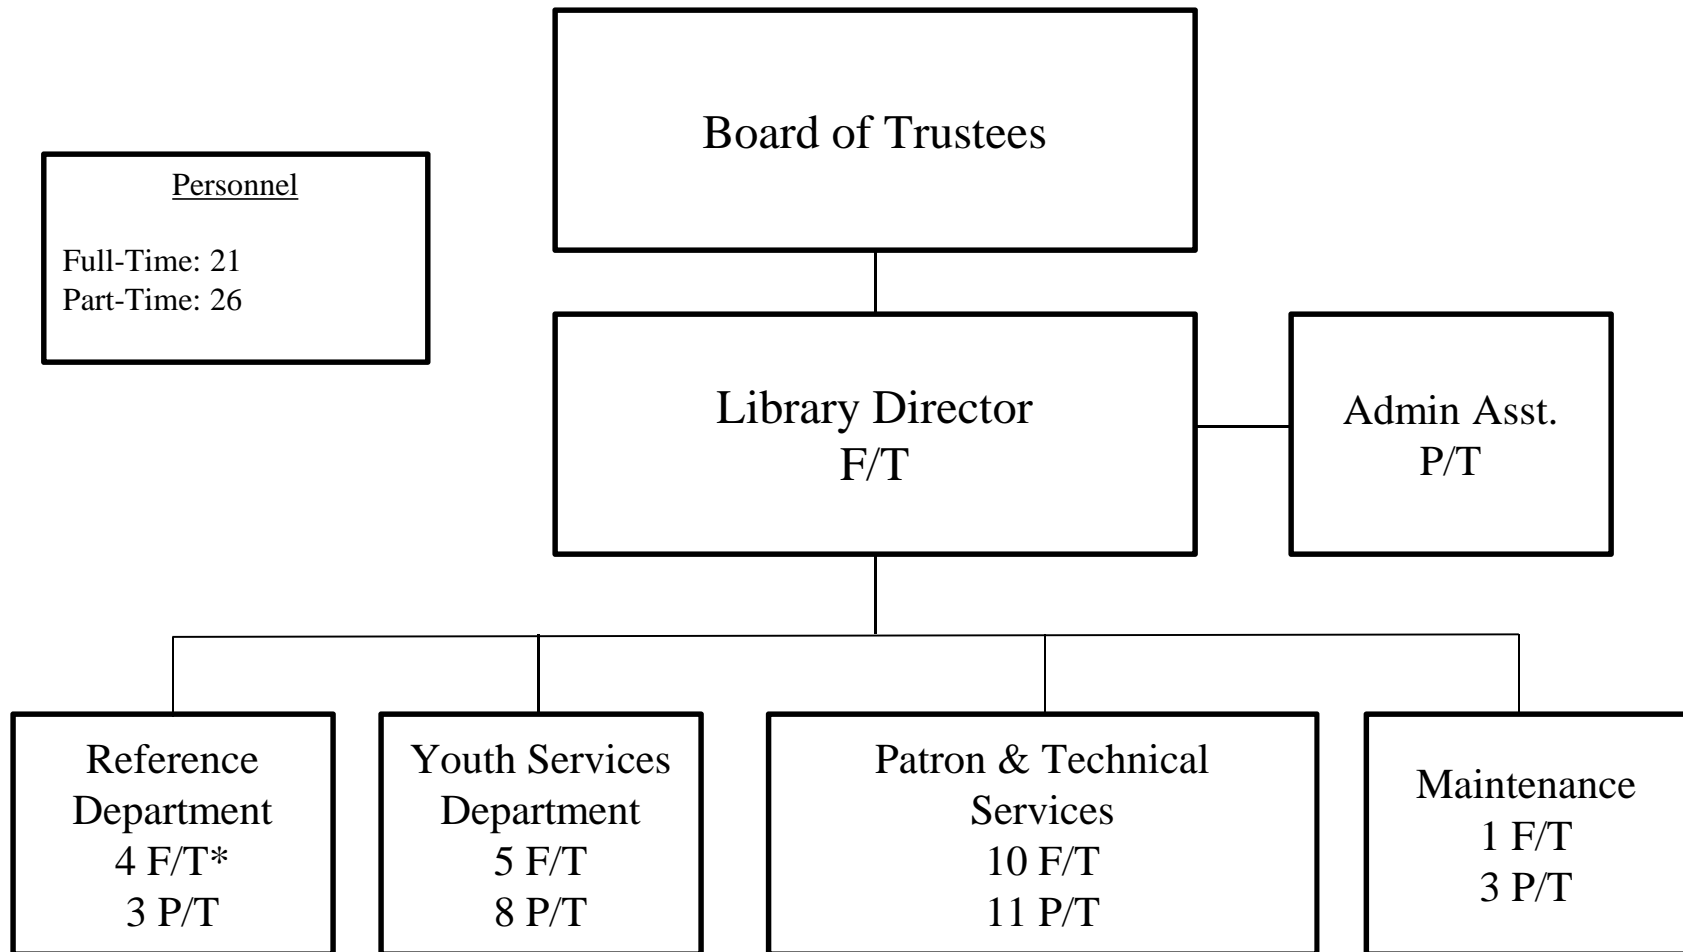 Board of Trustees
Personnel
Full-Time: 21
Part-Time: 26
Library Director
F/T
Admin Asst.
P/T
Reference
Department
4 F/T*
3 P/T
Youth Services
Department
5 F/T
8 P/T
Patron & Technical
Services
10 F/T
11 P/T
Maintenance
1 F/T
3 P/T